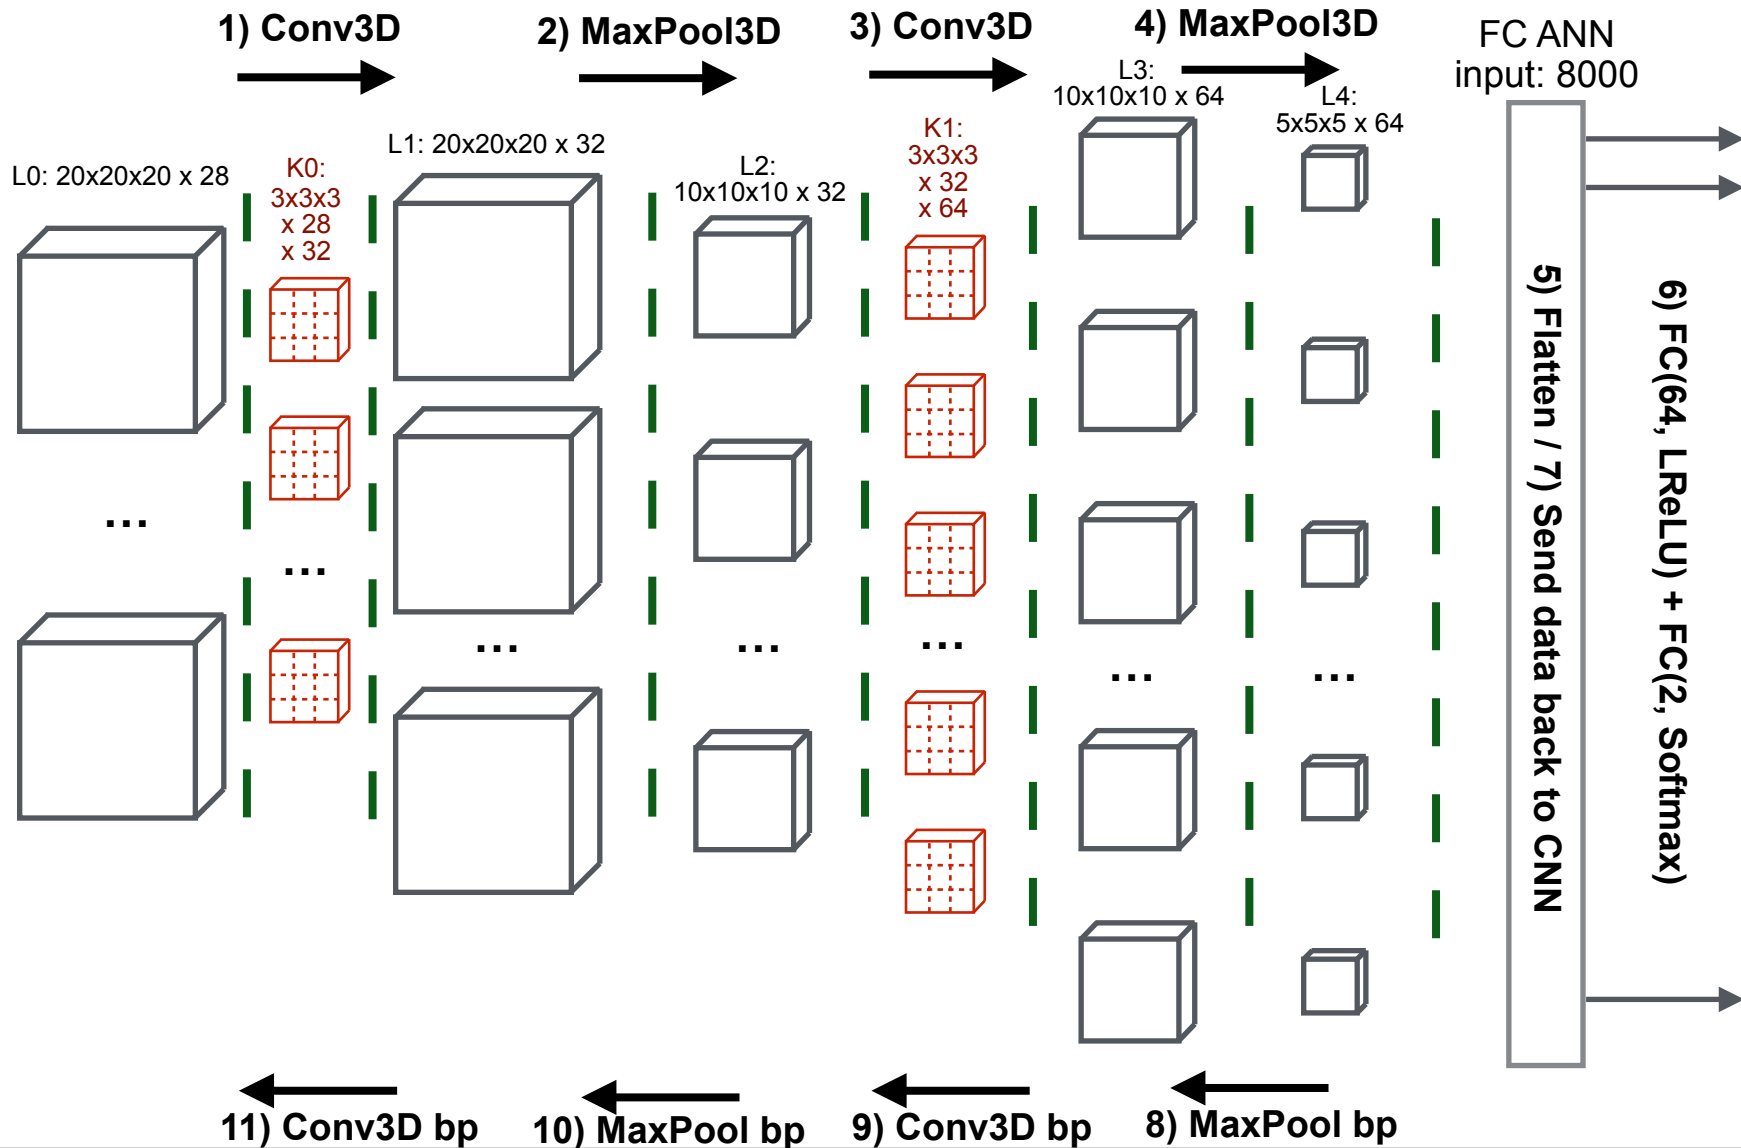 1) Conv3D
2) MaxPool3D
3) Conv3D
4) MaxPool3D
FC ANN
input: 8000
L0: 20x20x20 x 28
K0:
3x3x3
x 28
x 32
L1: 20x20x20 x 32
L2:
10x10x10 x 32
K1:
3x3x3
x 32
x 64
L3:
10x10x10 x 64
L4:
5x5x5 x 64
...
...
...
...
...
...
...
5) Flatten / 7) Send data back to CNN
6) FC(64, LReLU) + FC(2, Softmax)
11) Conv3D bp
10) MaxPool bp
9) Conv3D bp
8) MaxPool bp